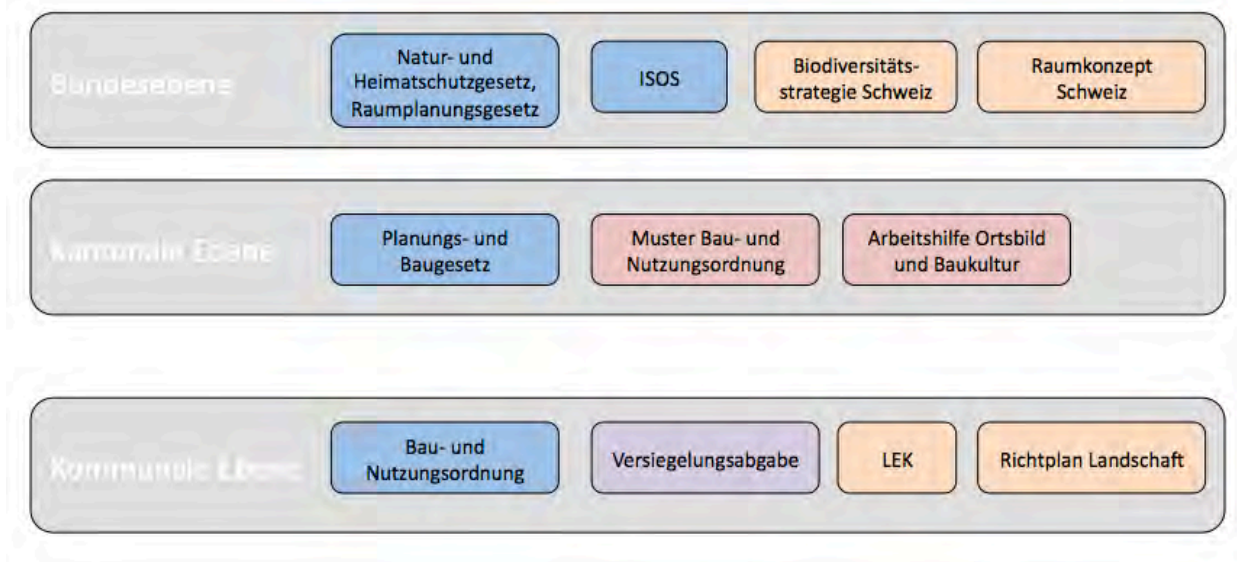 Bundesebene
Natur- und
Heimatschutzgesetz,
Raumplanungsgesetz
ISOS
Biodiversitäts-
strategie Schweiz
Raumkonzept
Schweiz
Kantonale Ebene
Planungs- und
Baugesetz
Muster Bau- und
Nutzungsordnung
Arbeitshilfe Ortsbild
und Baukultur
Kommunale Ebene
Bau- und
Nutzungsordnung
Versiegelungsabgabe
LEK
Richtplan Landschaft